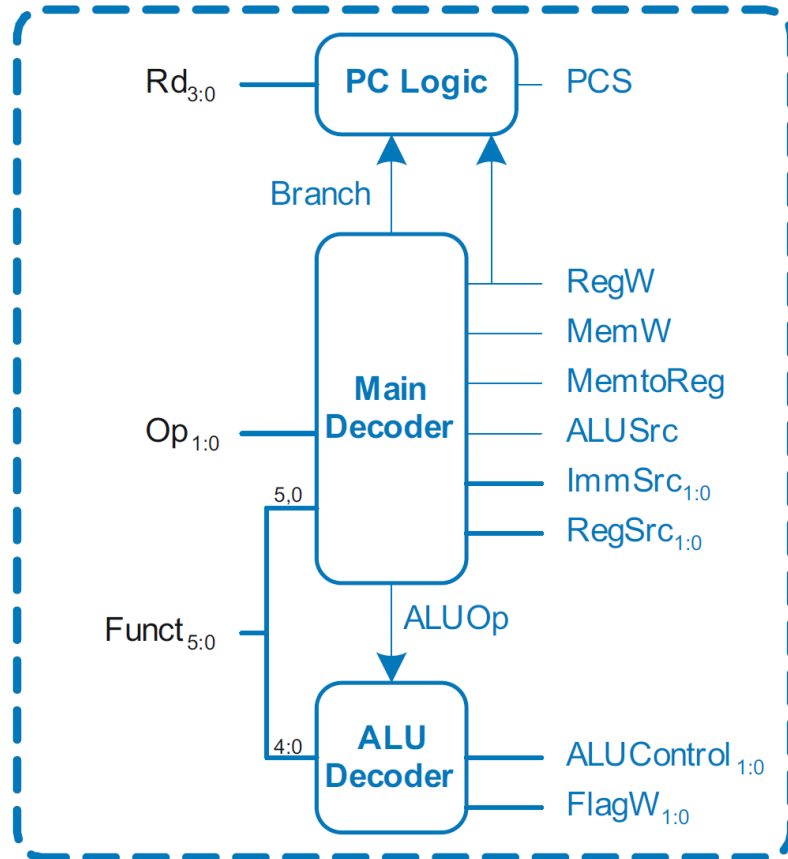 Rd3:0
PC Logic
PCS
Branch
RegW
MemW
MemtoReg
Main
Decoder
ALUSrc
Op1:0
ImmSrc1:0
5,0
RegSrc1:0
ALUOp
Funct5:0
4:0
ALU
Decoder
ALUControl1:0
FlagW1:0